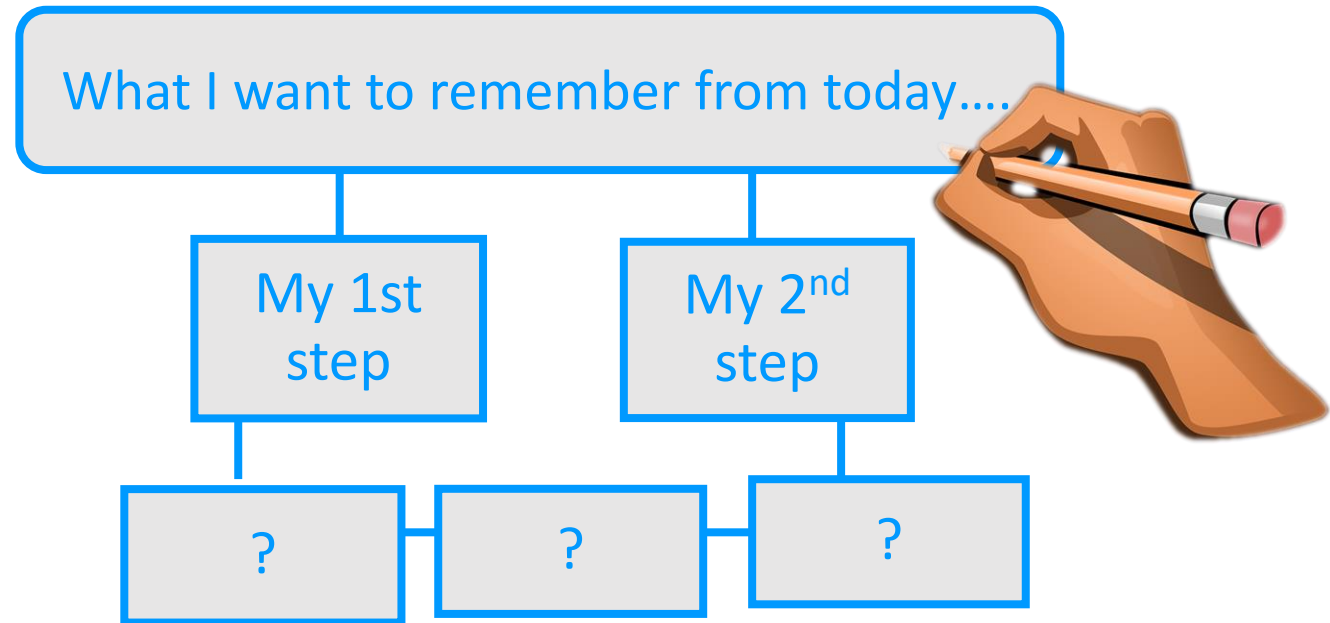 What I want to remember from today....
My 1st
step
My 2nd
step
?
?
?